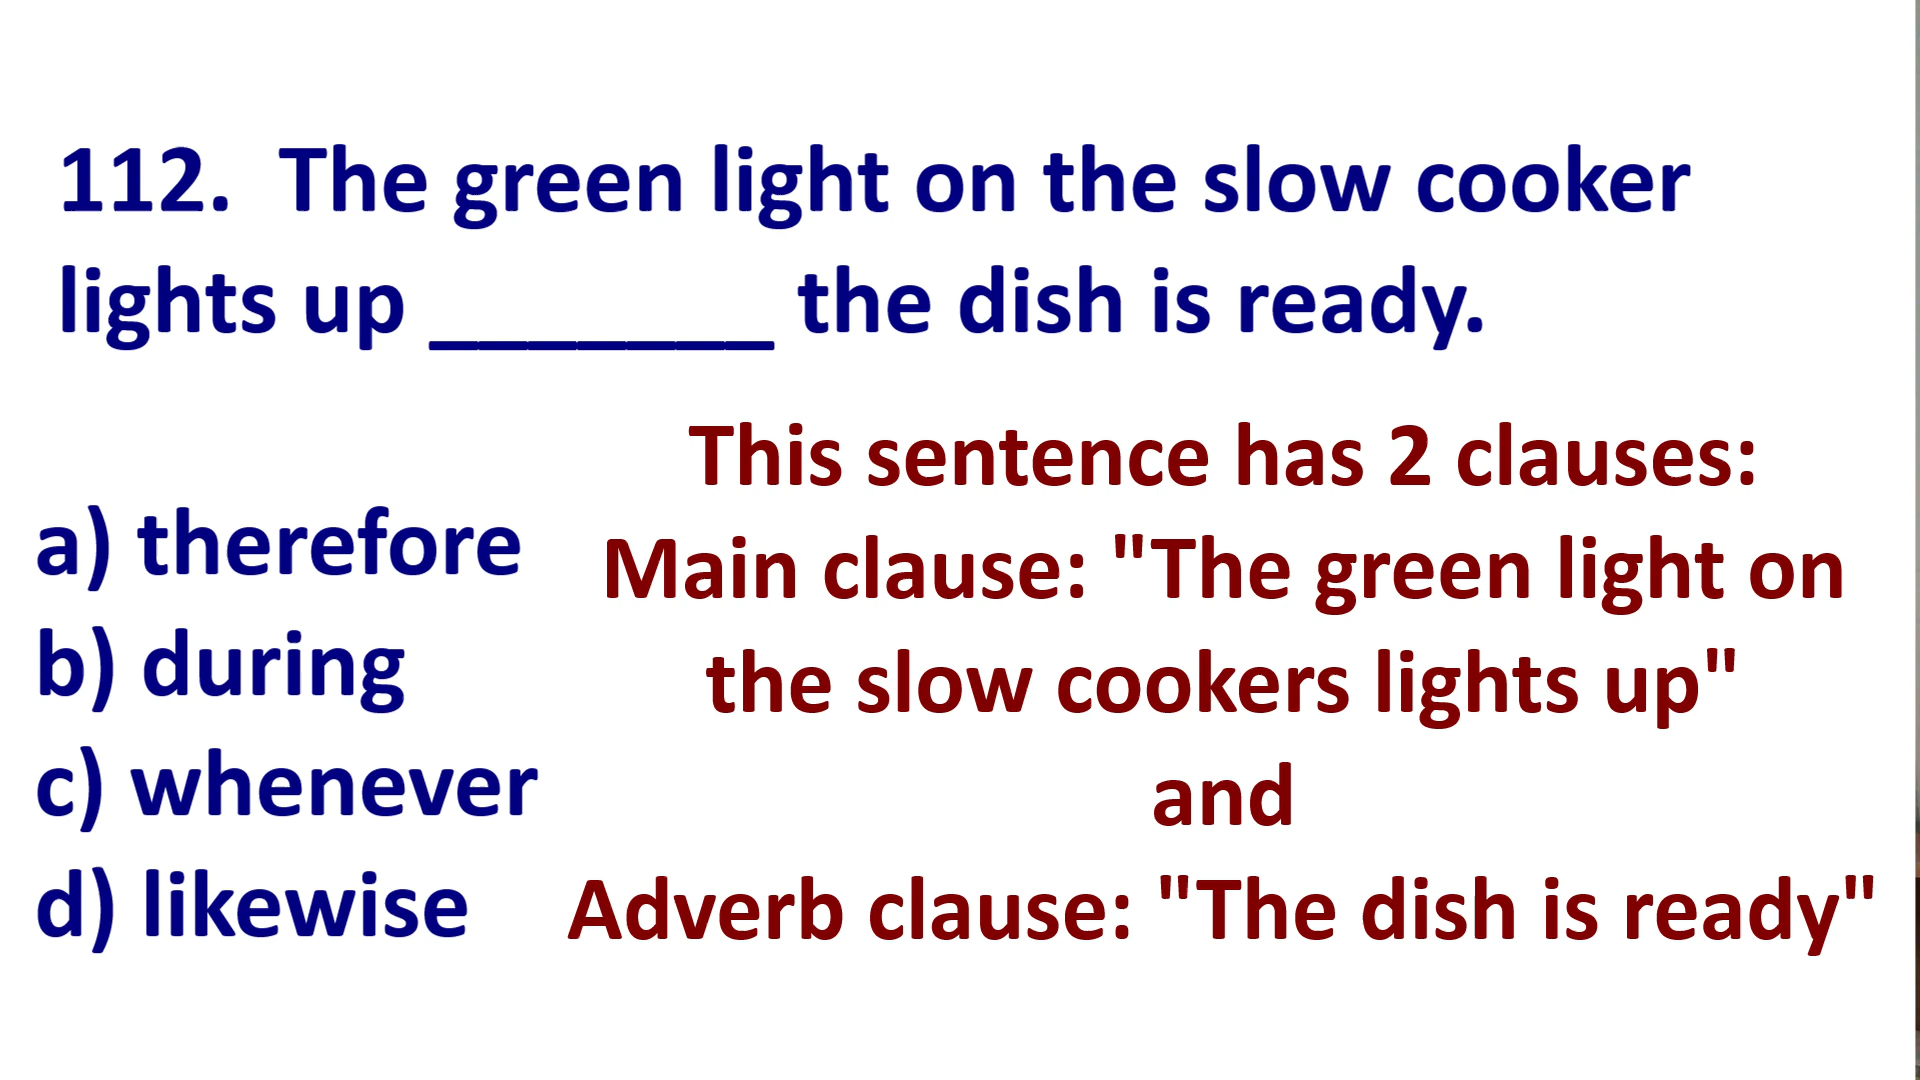 112.  The green light on the slow cooker
lights up _______ the dish is ready.
a) therefore
b) during
c) whenever
d) likewise
This sentence has 2 clauses:
Main clause: "The green light on
the slow cookers lights up"
and
Adverb clause: "The dish is ready"